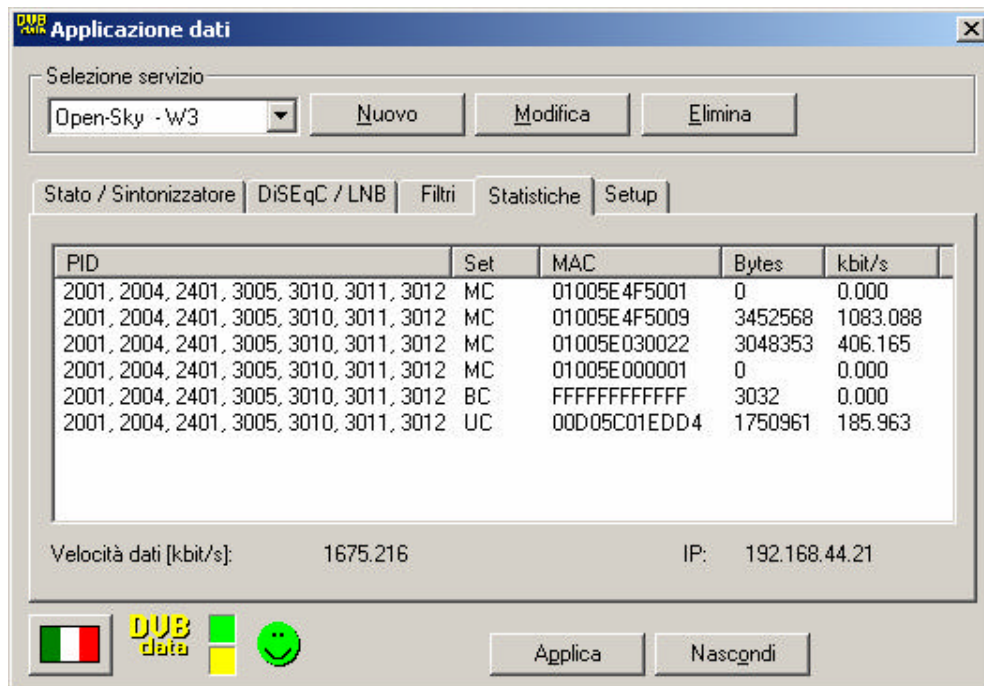 DVB data Applicazione dati
Selezione servizio
Open-Sky - W3 Nuovo Modifica Elimina
Stato / Sintonizzatore DiSEqC / LNB Filtri Statistiche Setup
PID Set MAC Bytes kbit/s
2001, 2004, 2401, 3005, 3010, 3011, 3012 MC 01005E4F5001 0 0.000
2001, 2004, 2401, 3005, 3010, 3011, 3012 MC 01005E4F5009 3452568 1083.088
2001, 2004, 2401, 3005, 3010, 3011, 3012 MC 01005E030022 3048353 406.165
2001, 2004, 2401, 3005, 3010, 3011, 3012 MC 01005E000001 0 0.000
2001, 2004, 2401, 3005, 3010, 3011, 3012 BC FFFFFFFFFFFF 3032 0.000
2001, 2004, 2401, 3005, 3010, 3011, 3012 UC 00D05C01EDD4 1750961 185.963
Velocità dati [kbit/s]: 1675.216 IP: 192.168.44.21
DVB data
Applica Nascondi